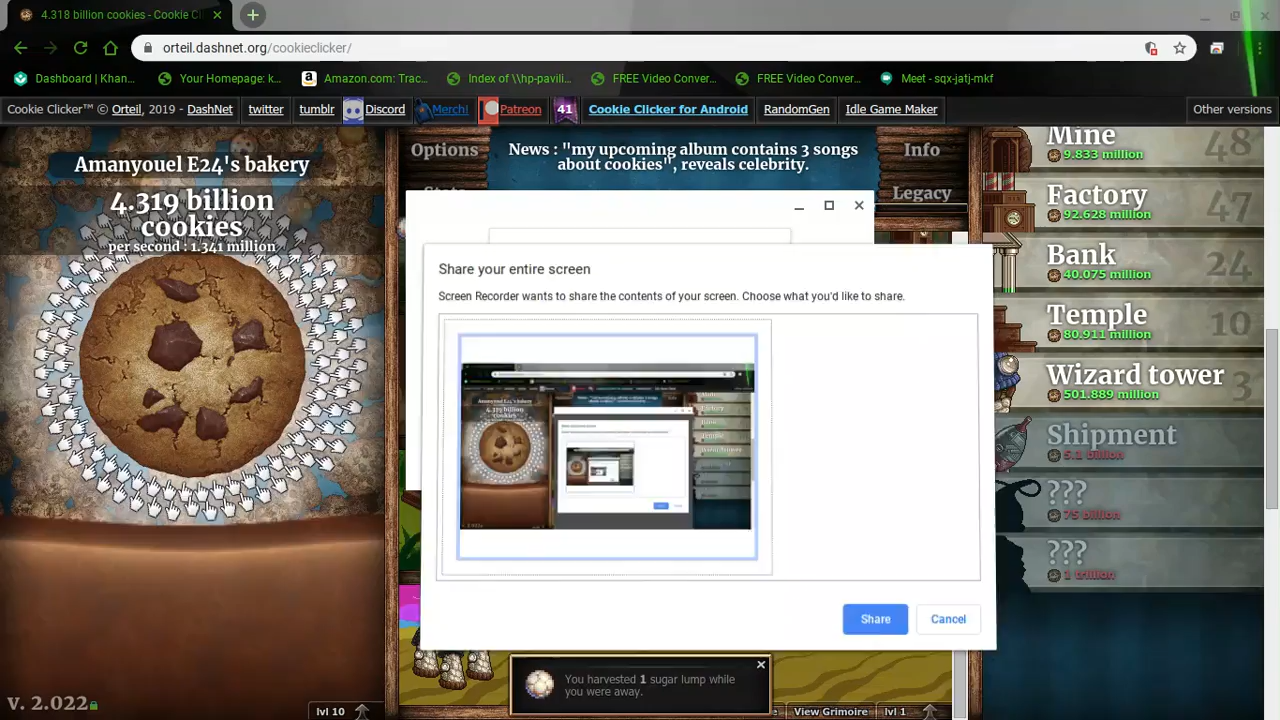 4.318 billion cookies - Cookie Cl
orteil.dashnet.org/cookieclicker/
Dashboard | Khan... Your Homepage: k... Amazon.com: Trac... Index of \\hp-pavili... FREE Video Conver... FREE Video Conver... Meet - sqx-jatj-mkf
Cookie Clicker™ © Orteil, 2019 - DashNet twitter tumblr Discord Merch! Patreon 41 Cookie Clicker for Android RandomGen Idle Game Maker Other versions
Amanyouel E24's bakery
4.319 billion
cookies
per second : 1.341 million
Options
Stats
News : "my upcoming album contains 3 songs
about cookies", reveals celebrity.
Info
Legacy
Share your entire screen
Screen Recorder wants to share the contents of your screen. Choose what you'd like to share.
Share Cancel
Mine 48
9.833 million
Factory 47
92.628 million
Bank 24
40.075 million
Temple 10
80.911 million
Wizard tower 3
501.889 million
Shipment
5.1 billion
???
75 billion
???
1 trillion
You harvested 1 sugar lump while
you were away.
v. 2.022
lvl 10
View Grimoire lvl 1